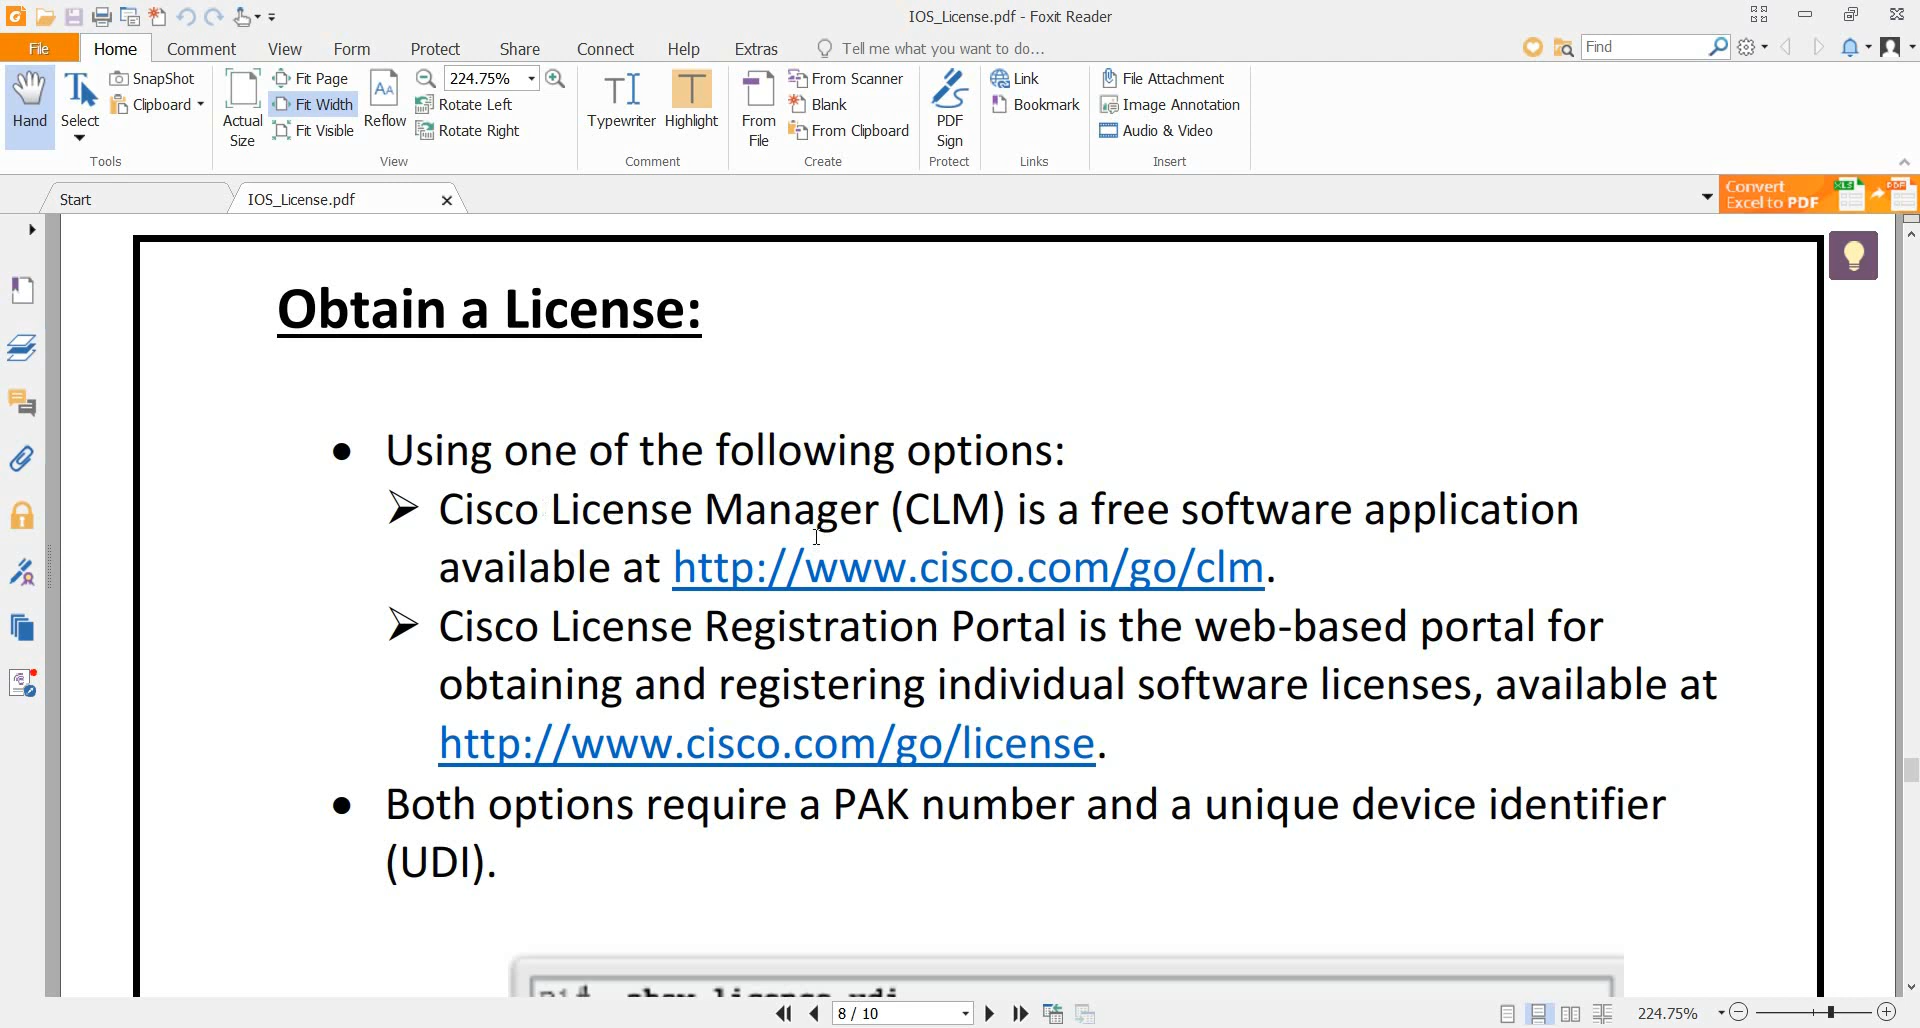 IOS_License.pdf - Foxit Reader
File Home Comment View Form Protect Share Connect Help Extras Tell me what you want to do... Find
Hand
Select
SnapShot
Clipboard
Tools
Actual
Size
Fit Page
Fit Width
Fit Visible
Reflow
224.75%
Rotate Left
Rotate Right
View
Typewriter
Highlight
Comment
From
File
From Scanner
Blank
From Clipboard
Create
PDF
Sign
Protect
Link
Bookmark
Links
File Attachment
Image Annotation
Audio & Video
Insert
Start
IOS_License.pdf
Convert
Excel to PDF
XLS
PDF
Obtain a License:
• Using one of the following options:
➢ Cisco License Manager (CLM) is a free software application
available at http://www.cisco.com/go/clm.
➢ Cisco License Registration Portal is the web-based portal for
obtaining and registering individual software licenses, available at
http://www.cisco.com/go/license.
• Both options require a PAK number and a unique device identifier
(UDI).
8 / 10
224.75%